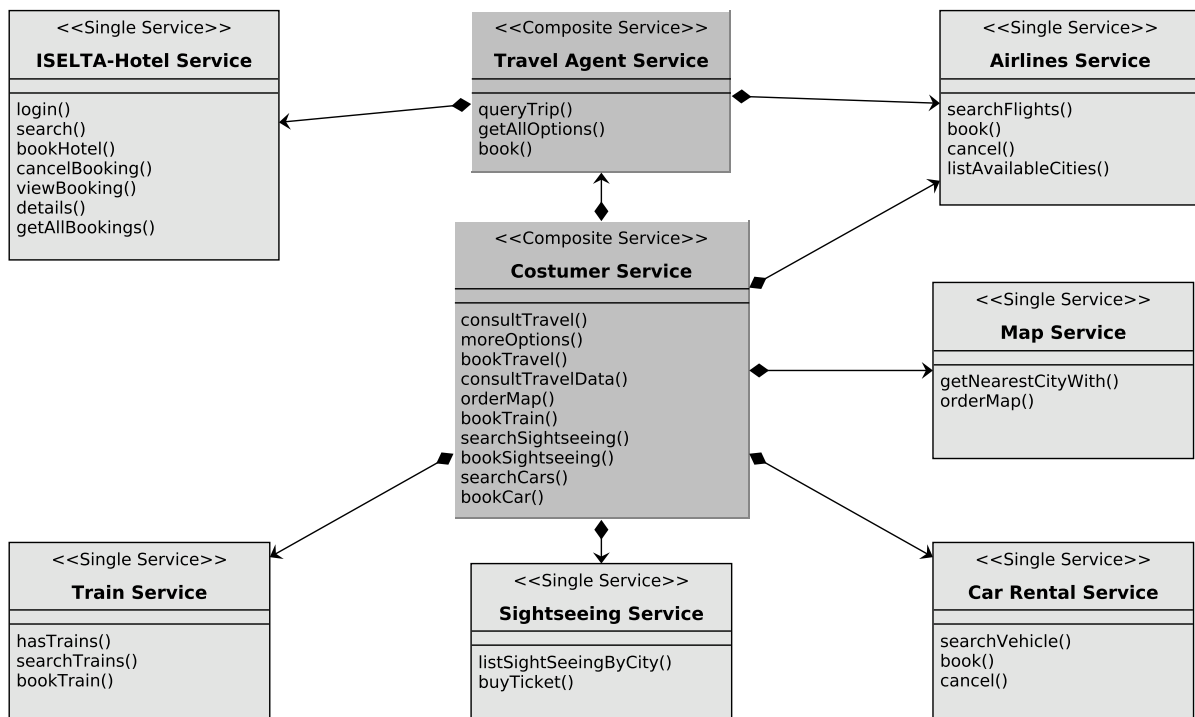 <<Single Service>>
ISELTA-Hotel Service
login()
search()
bookHotel()
cancelBooking()
viewBooking()
details()
getAllBookings()
<<Composite Service>>
Travel Agent Service
queryTrip()
getAllOptions()
book()
<<Single Service>>
Airlines Service
searchFlights()
book()
cancel()
listAvailableCities()
<<Composite Service>>
Costumer Service
consultTravel()
moreOptions()
bookTravel()
consultTravelData()
orderMap()
bookTrain()
searchSightseeing()
bookSightseeing()
searchCars()
bookCar()
<<Single Service>>
Map Service
getNearestCityWith()
orderMap()
<<Single Service>>
Train Service
hasTrains()
searchTrains()
bookTrain()
<<Single Service>>
Sightseeing Service
listSightSeeingByCity()
buyTicket()
<<Single Service>>
Car Rental Service
searchVehicle()
book()
cancel()